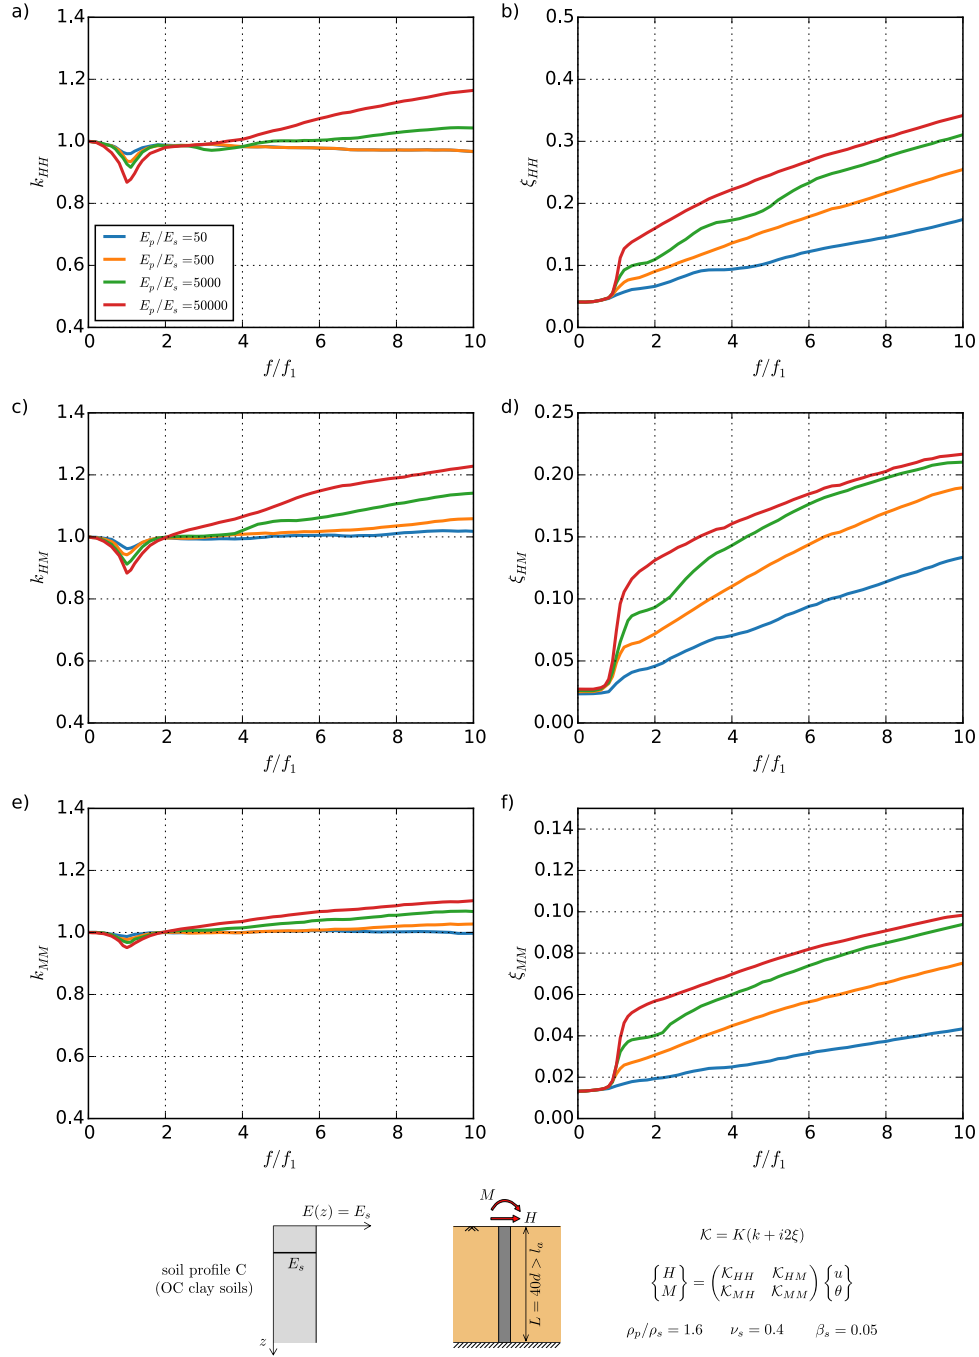 a)
1.4
1.2
1.0
0.8
0.6
0.4
k_HH
E_p/E_s=50
E_p/E_s=500
E_p/E_s=5000
E_p/E_s=50000
0 2 4 6 8 10
f/f_1
b)
0.5
0.4
0.3
0.2
0.1
0.0
ξ_HH
0 2 4 6 8 10
f/f_1
c)
1.4
1.2
1.0
0.8
0.6
0.4
k_HM
0 2 4 6 8 10
f/f_1
d)
0.25
0.20
0.15
0.10
0.05
0.00
ξ_HM
0 2 4 6 8 10
f/f_1
e)
1.4
1.2
1.0
0.8
0.6
0.4
k_MM
0 2 4 6 8 10
f/f_1
f)
0.14
0.12
0.10
0.08
0.06
0.04
0.02
0.00
ξ_MM
0 2 4 6 8 10
f/f_1
E(z) = E_s
E_s
soil profile C
(OC clay soils)
z
M
H
L = 40d > l_a
𝒦 = K(k + i2ξ)
{H M} = (𝒦_HH 𝒦_HM 𝒦_MH 𝒦_MM) {u θ}
ρ_p/ρ_s = 1.6 ν_s = 0.4 β_s = 0.05